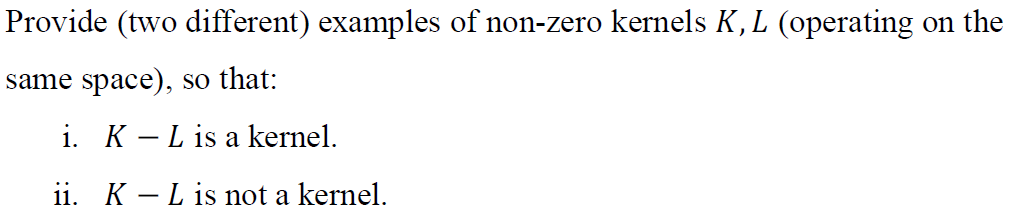 Provide (two different) examples of non-zero kernels K, L (operating on the
same space), so that:
i. K − L is a kernel.
ii. K − L is not a kernel.